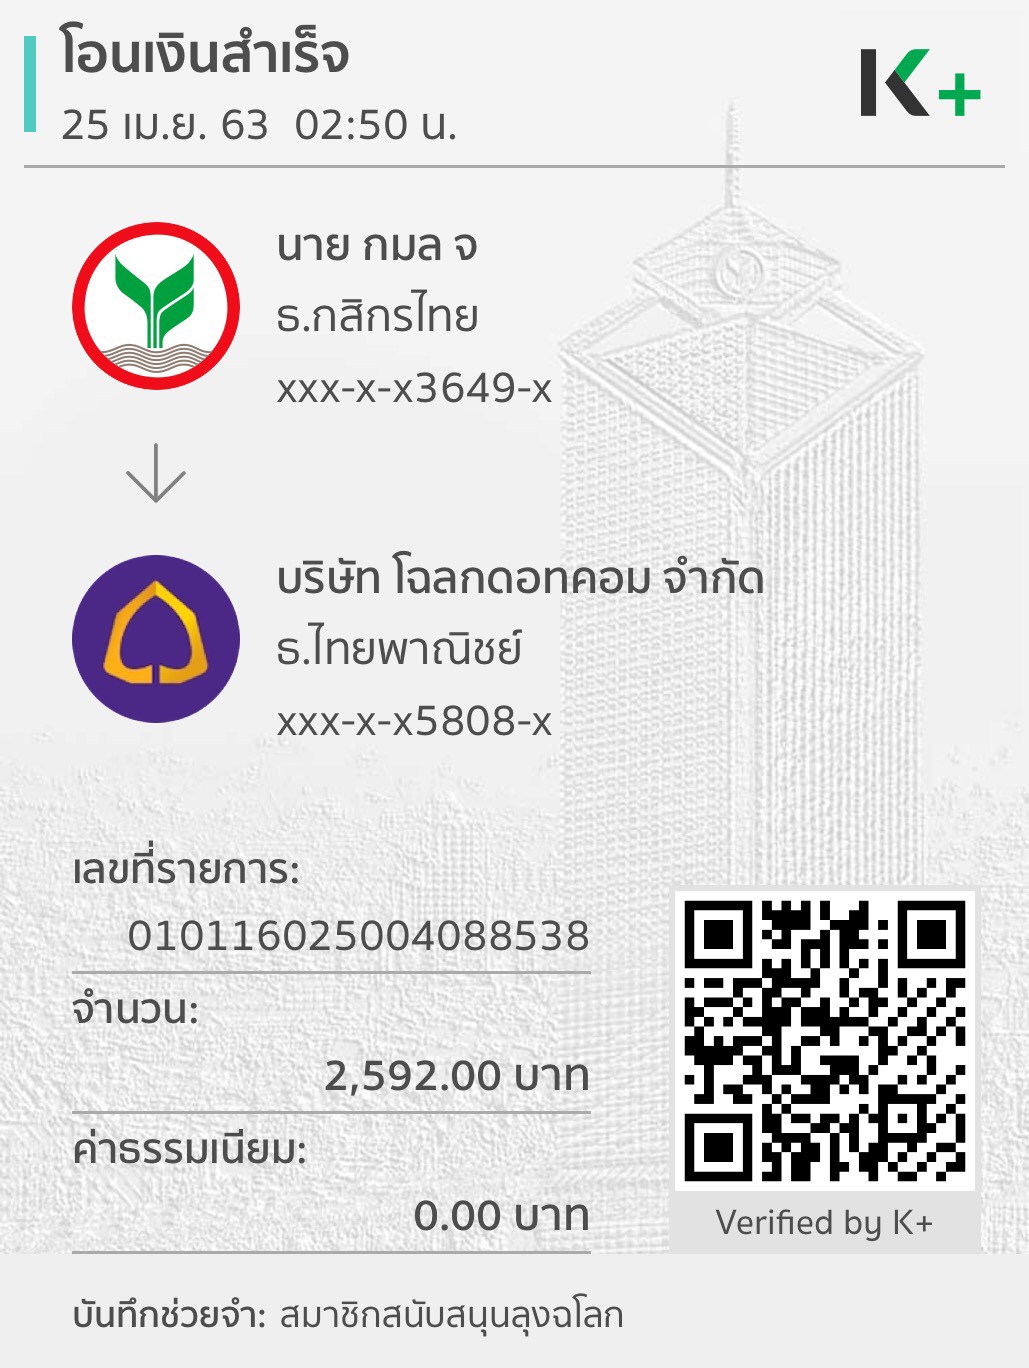 โอนเงินสำเร็จ
25 เม.ย. 63  02:50 น.
K+
นาย กมล จ
ธ.กสิกรไทย
xxx-x-x3649-x
บริษัท โฉลกดอทคอม จำกัด
ธ.ไทยพาณิชย์
xxx-x-x5808-x
เลขที่รายการ:
010116025004088538
จำนวน:
2,592.00 บาท
ค่าธรรมเนียม:
0.00 บาท
Verified by K+
บันทึกช่วยจำ: สมาชิกสนับสนุนลุงฉโลก